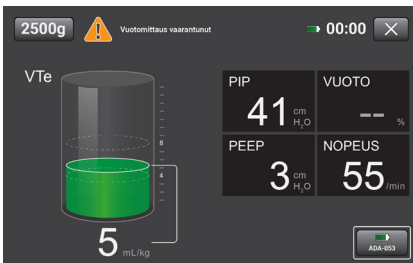 2500g
Vuotomittaus vaarantunut
00:00
VTe
8
4
5 mL/kg
PIP
41 cm H₂O
VUOTO
-- %
PEEP
3 cm H₂O
NOPEUS
55 /min
ADA-053